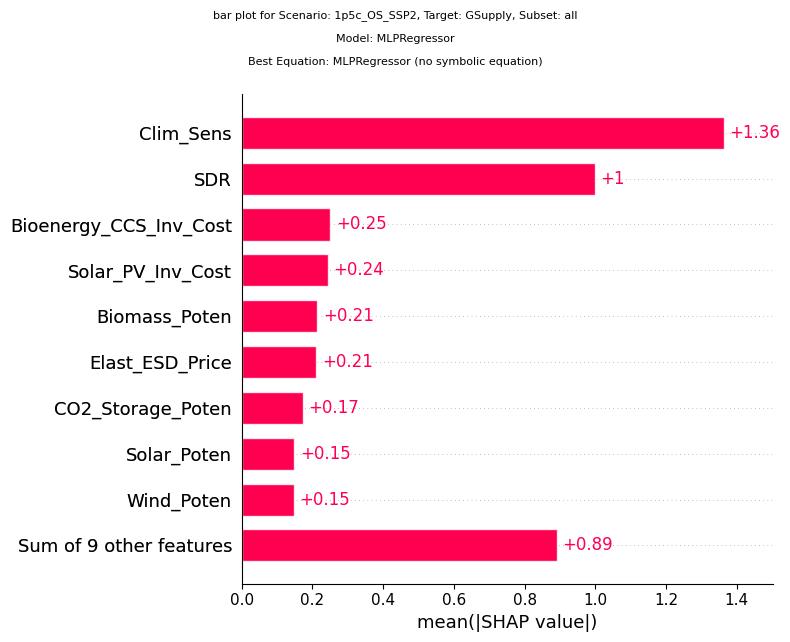 bar plot for Scenario: 1p5c_OS_SSP2, Target: GSupply, Subset: all
Model: MLPRegressor
Best Equation: MLPRegressor (no symbolic equation)
Clim_Sens +1.36
SDR +1
Bioenergy_CCS_Inv_Cost +0.25
Solar_PV_Inv_Cost +0.24
Biomass_Poten +0.21
Elast_ESD_Price +0.21
CO2_Storage_Poten +0.17
Solar_Poten +0.15
Wind_Poten +0.15
Sum of 9 other features +0.89
0.0 0.2 0.4 0.6 0.8 1.0 1.2 1.4
mean(|SHAP value|)